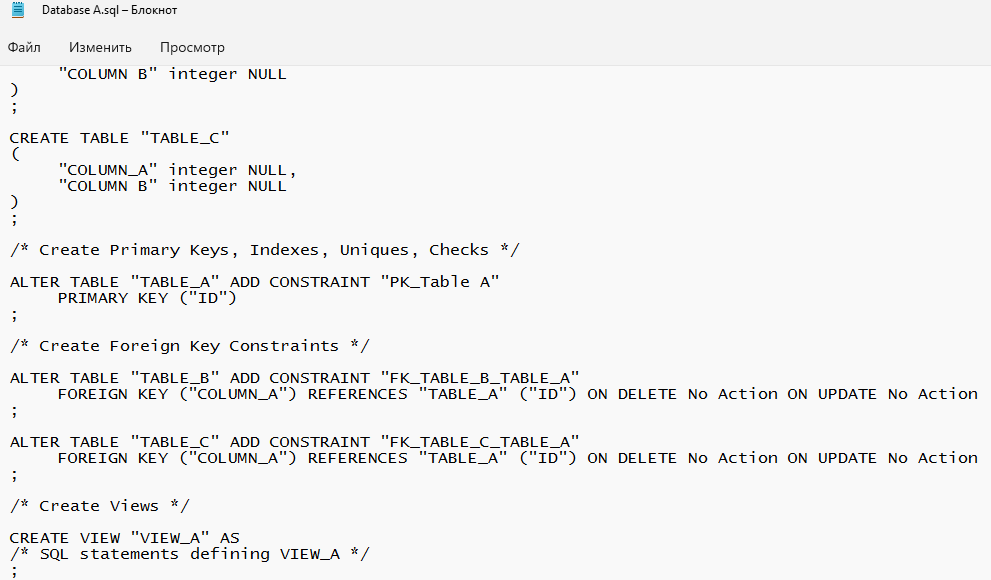 Database A.sql – Блокнот
Файл Изменить Просмотр
"COLUMN B" integer NULL
)
;
CREATE TABLE "TABLE_C"
(
"COLUMN_A" integer NULL,
"COLUMN B" integer NULL
)
;
/* Create Primary Keys, Indexes, Uniques, Checks */
ALTER TABLE "TABLE_A" ADD CONSTRAINT "PK_Table A"
PRIMARY KEY ("ID")
;
/* Create Foreign Key Constraints */
ALTER TABLE "TABLE_B" ADD CONSTRAINT "FK_TABLE_B_TABLE_A"
FOREIGN KEY ("COLUMN_A") REFERENCES "TABLE_A" ("ID") ON DELETE No Action ON UPDATE No Action
;
ALTER TABLE "TABLE_C" ADD CONSTRAINT "FK_TABLE_C_TABLE_A"
FOREIGN KEY ("COLUMN_A") REFERENCES "TABLE_A" ("ID") ON DELETE No Action ON UPDATE No Action
;
/* Create Views */
CREATE VIEW "VIEW_A" AS
/* SQL statements defining VIEW_A */
;